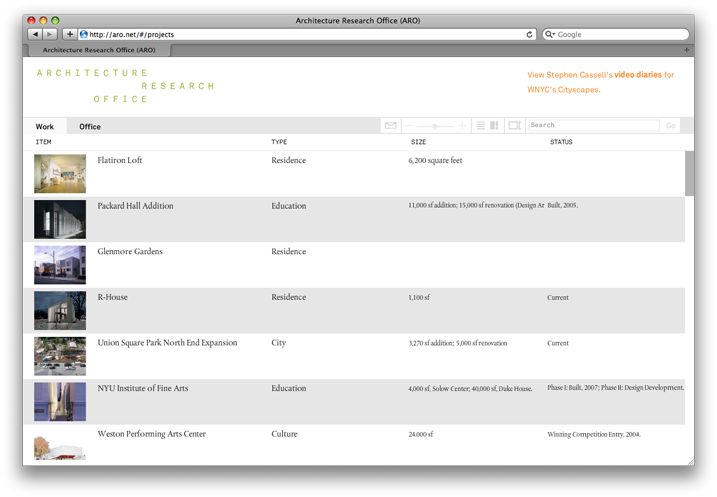 Architecture Research Office (ARO)
http://aro.net/#/projects
Google
Architecture Research Office (ARO)
ARCHITECTURE
RESEARCH
OFFICE
View Stephen Cassell's video diaries for
WNYC's Cityscapes.
Work Office Search Go
ITEM TYPE SIZE STATUS
Flatiron Loft Residence 6,200 square feet
Packard Hall Addition Education 11,000 sf addition; 15,000 sf renovation (Design Ar Built, 2005.
Glenmore Gardens Residence
R-House Residence 1,100 sf Current
Union Square Park North End Expansion City 3,270 sf addition; 5,000 sf renovation Current
NYU Institute of Fine Arts Education 4,000 sf, Solow Center; 40,000 sf, Duke House. Phase I: Built, 2007; Phase II: Design Development.
Weston Performing Arts Center Culture 24,000 sf Winning Competition Entry, 2004.